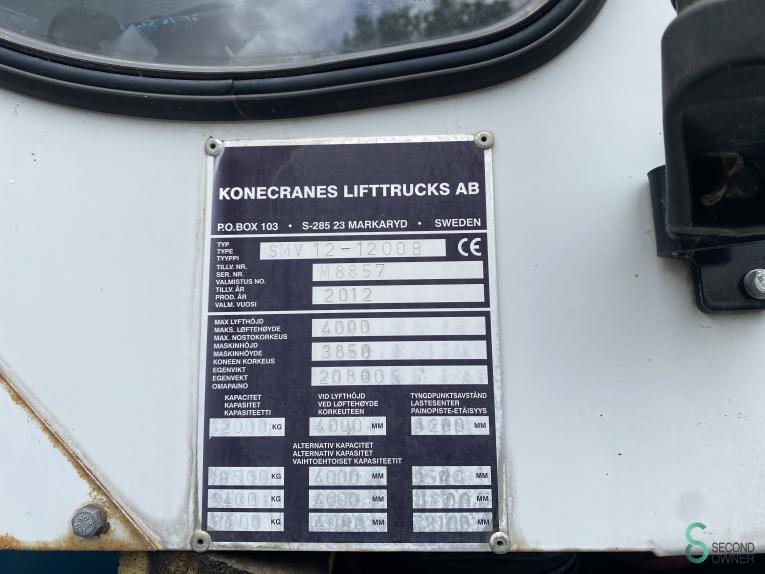 KONECRANES LIFTTRUCKS AB
P.O.BOX 103 • S-285 23 MARKARYD • SWEDEN
TYP
TYPE
TYYPPI
SMV 12-1200B CE
TILLV. NR.
SER. NR.
VALMISTUS NO.
M8857
TILLV. ÅR
PROD. ÅR
VALM. VUOSI
2012
MAX LYFTHÖJD
MAKS. LØFTEHØYDE
MAX. NOSTOKORKEUS
4000
MASKINHÖJD
MASKINHÖYDE
KONEEN KORKEUS
3850
EGENVIKT
EGENVEKT
OMAPAINO
20800
KAPACITET
KAPASITET
KAPASITEETTI
VID LYFTHÖJD
VED LØFTEHØYDE
KORKEUTEEN
TYNGDPUNKTSAVSTÅND
LASTESENTER
PAINOPISTE-ETÄISYYS
12000 KG 4000 MM 1200 MM
ALTERNATIV KAPACITET
ALTERNATIV KAPASITET
VAIHTOEHTOISET KAPASITEETIT
KG 4000 MM MM
KG 4000 MM MM
KG 4000 MM MM
SECOND
OWNER